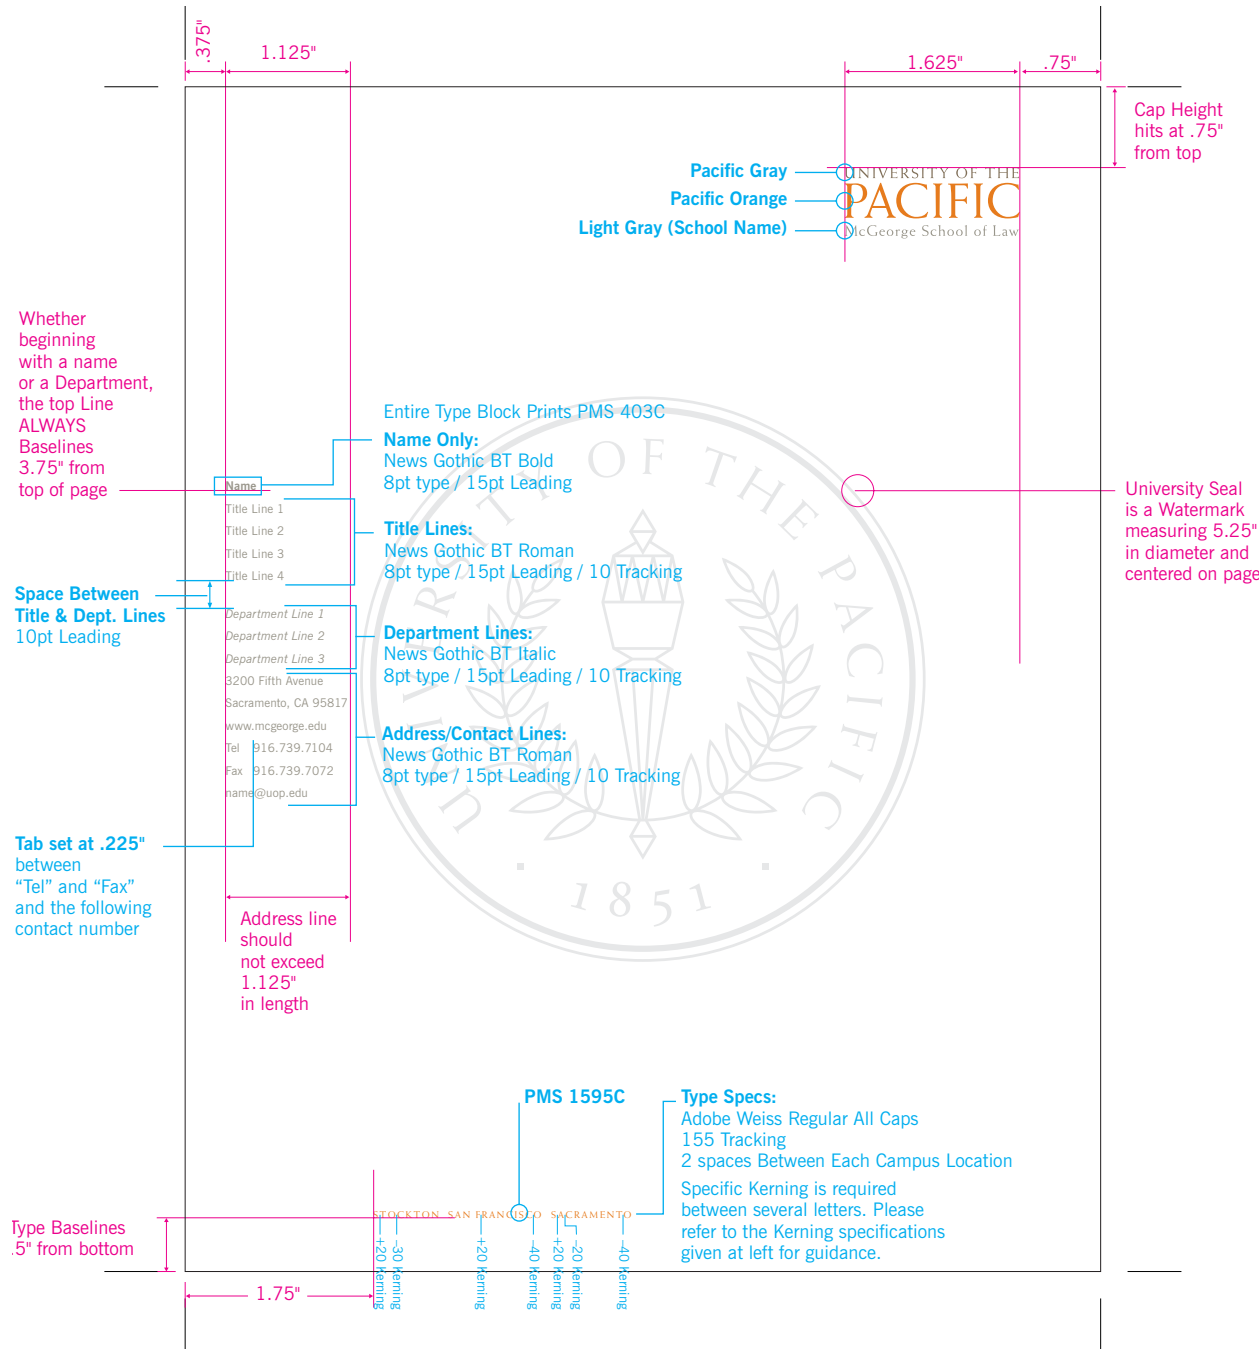 .375"
1.125"
1.625"
.75"
Cap Height
hits at .75"
from top
Pacific Gray
Pacific Orange
Light Gray (School Name)
UNIVERSITY OF THE
PACIFIC
McGeorge School of Law
Whether
beginning
with a name
or a Department,
the top Line
ALWAYS
Baselines
3.75" from
top of page
Entire Type Block Prints PMS 403C
Name Only:
News Gothic BT Bold
8pt type / 15pt Leading
Title Lines:
News Gothic BT Roman
8pt type / 15pt Leading / 10 Tracking
Department Lines:
News Gothic BT Italic
8pt type / 15pt Leading / 10 Tracking
Address/Contact Lines:
News Gothic BT Roman
8pt type / 15pt Leading / 10 Tracking
Name
Title Line 1
Title Line 2
Title Line 3
Title Line 4
Department Line 1
Department Line 2
Department Line 3
3200 Fifth Avenue
Sacramento, CA 95817
www.mcgeorge.edu
Tel 916.739.7104
Fax 916.739.7072
name@uop.edu
Space Between
Title & Dept. Lines
10pt Leading
University Seal
is a Watermark
measuring 5.25"
in diameter and
centered on page
UNIVERSITY OF THE PACIFIC
1851
Tab set at .225"
between
“Tel” and “Fax”
and the following
contact number
Address line
should
not exceed
1.125"
in length
PMS 1595C
Type Specs:
Adobe Weiss Regular All Caps
155 Tracking
2 spaces Between Each Campus Location
Specific Kerning is required
between several letters. Please
refer to the Kerning specifications
given at left for guidance.
STOCKTON SAN FRANCISCO SACRAMENTO
Type Baselines
.5" from bottom
+20 Kerning
–30 Kerning
+20 Kerning
–40 Kerning
+20 Kerning
–20 Kerning
–40 Kerning
1.75"